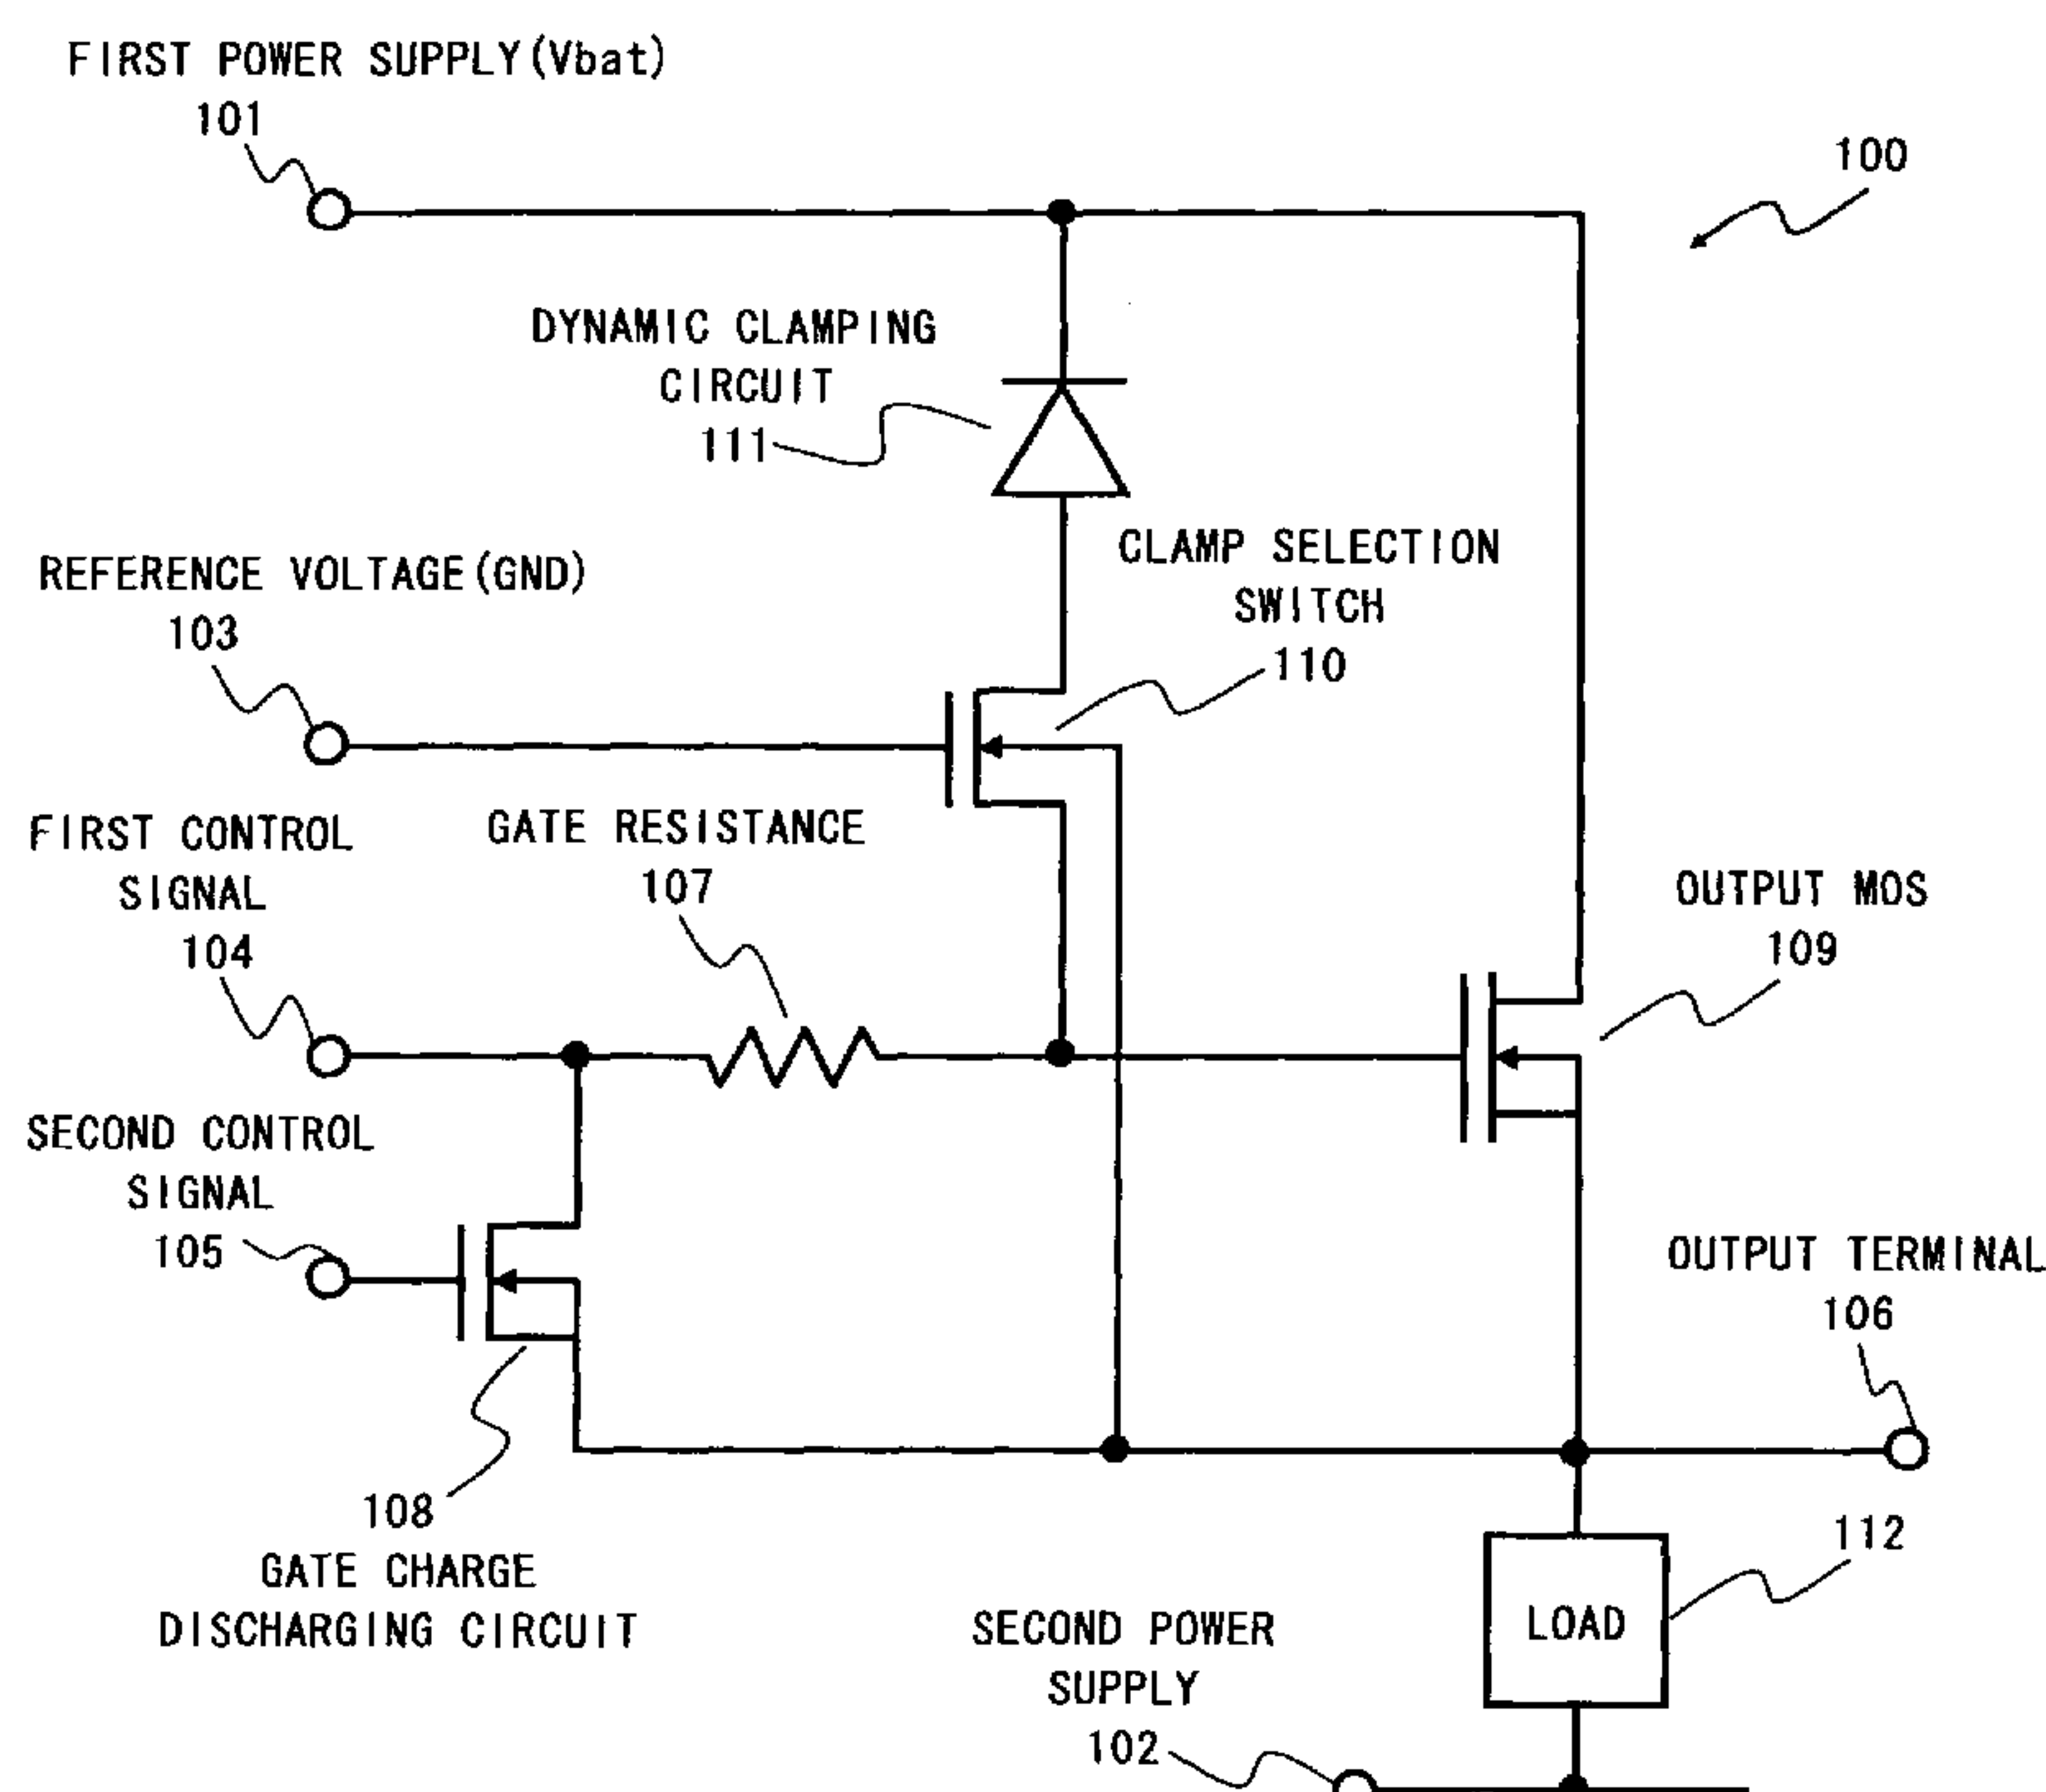 FIRST POWER SUPPLY(Vbat)
101
100
DYNAMIC CLAMPING
CIRCUIT
111
CLAMP SELECTION
SWITCH
110
REFERENCE VOLTAGE(GND)
103
FIRST CONTROL
SIGNAL
104
GATE RESISTANCE
107
OUTPUT MOS
109
SECOND CONTROL
SIGNAL
105
OUTPUT TERMINAL
106
108
GATE CHARGE
DISCHARGING CIRCUIT
112
LOAD
SECOND POWER
SUPPLY
102